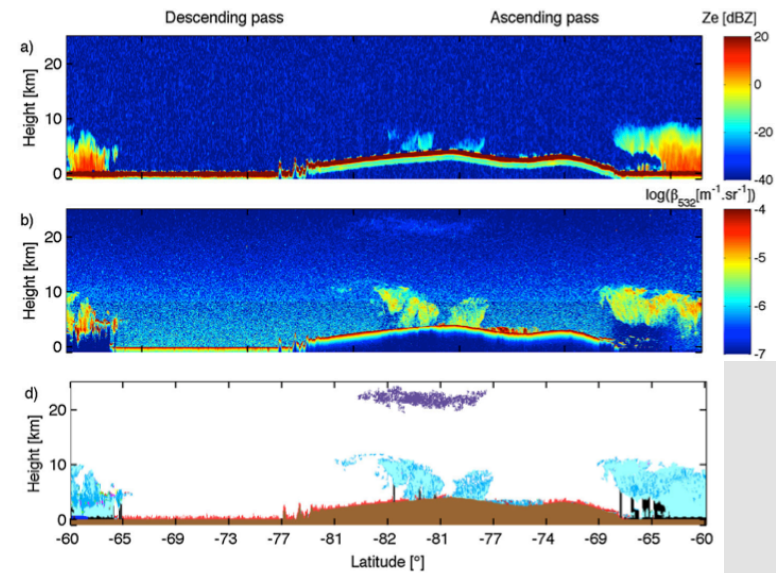 Descending pass Ascending pass Ze [dBZ]
a)
Height [km]
20
10
0
20
0
-20
-40
log(β532[m-1.sr-1])
b)
Height [km]
20
10
0
-4
-5
-6
-7
d)
Height [km]
20
10
0
-60 -65 -69 -73 -77 -82 -81 -77 -74 -69 -65 -60
Latitude [°]